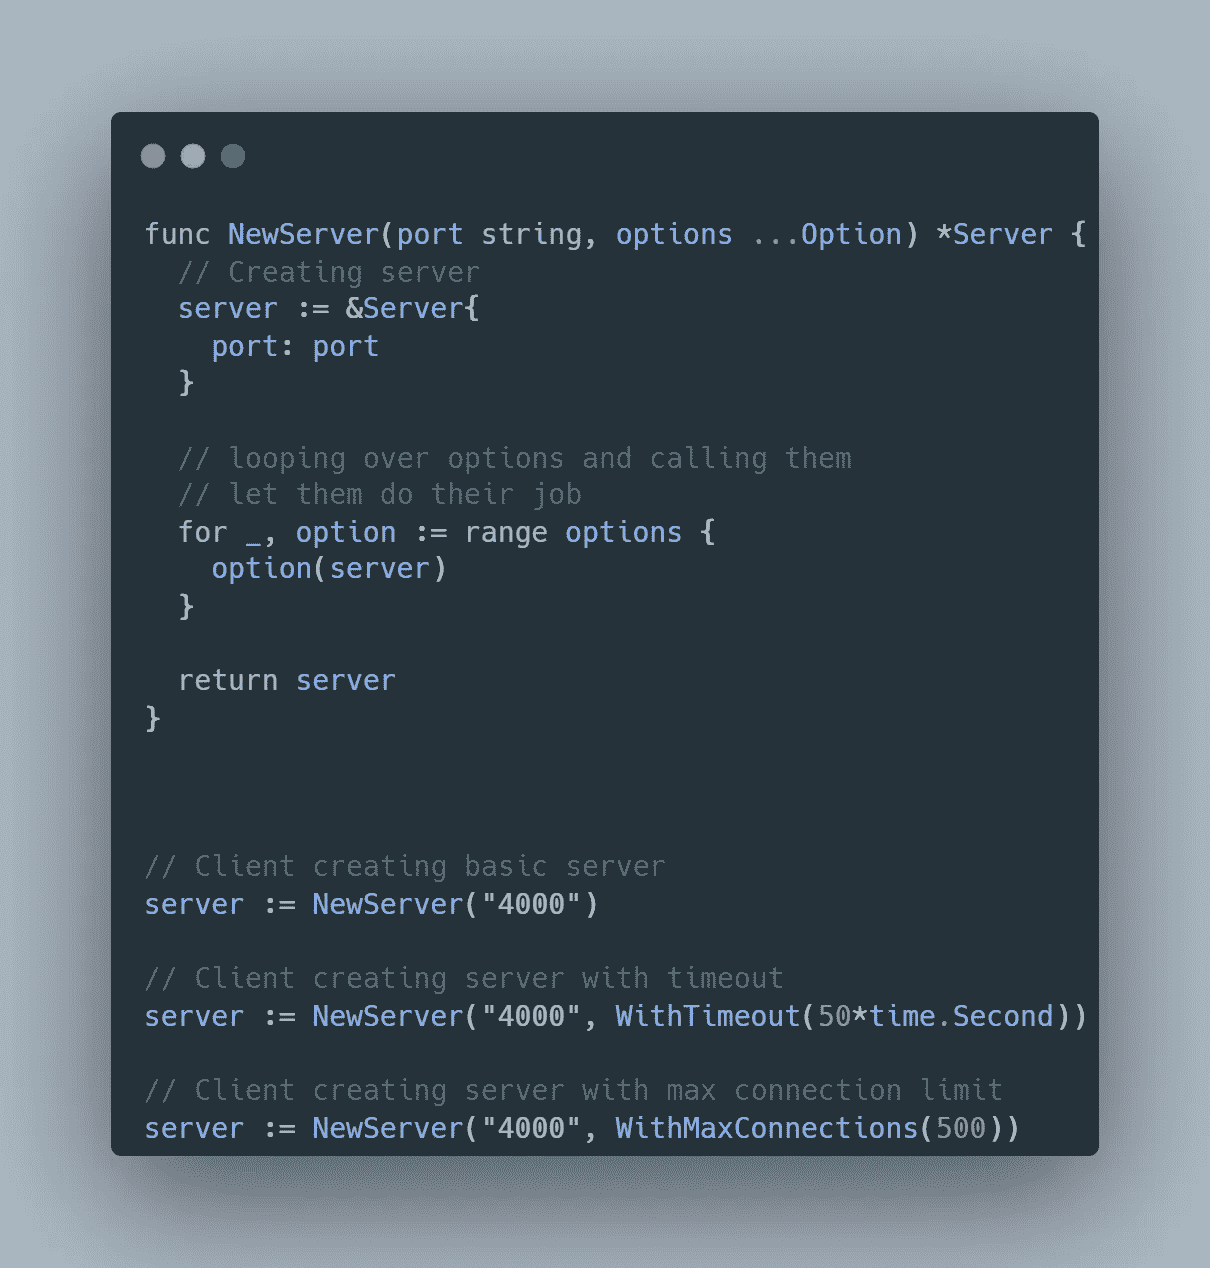 func NewServer(port string, options ...Option) *Server {
  // Creating server
  server := &Server{
    port: port
  }

  // looping over options and calling them
  // let them do their job
  for _, option := range options {
    option(server)
  }

  return server
}

// Client creating basic server
server := NewServer("4000")

// Client creating server with timeout
server := NewServer("4000", WithTimeout(50*time.Second))

// Client creating server with max connection limit
server := NewServer("4000", WithMaxConnections(500))